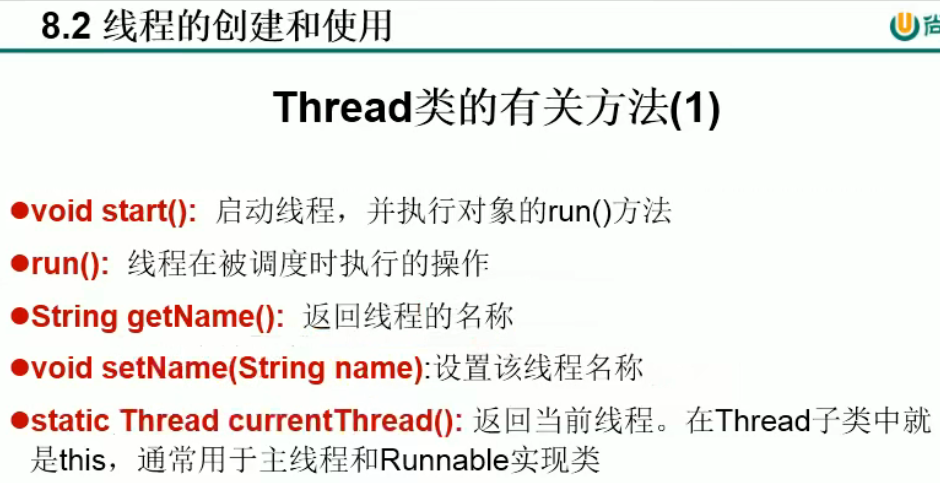 8.2 线程的创建和使用
尚
Thread类的有关方法(1)
●void start(): 启动线程，并执行对象的run()方法
●run(): 线程在被调度时执行的操作
●String getName(): 返回线程的名称
●void setName(String name):设置该线程名称
●static Thread currentThread(): 返回当前线程。在Thread子类中就
是this，通常用于主线程和Runnable实现类